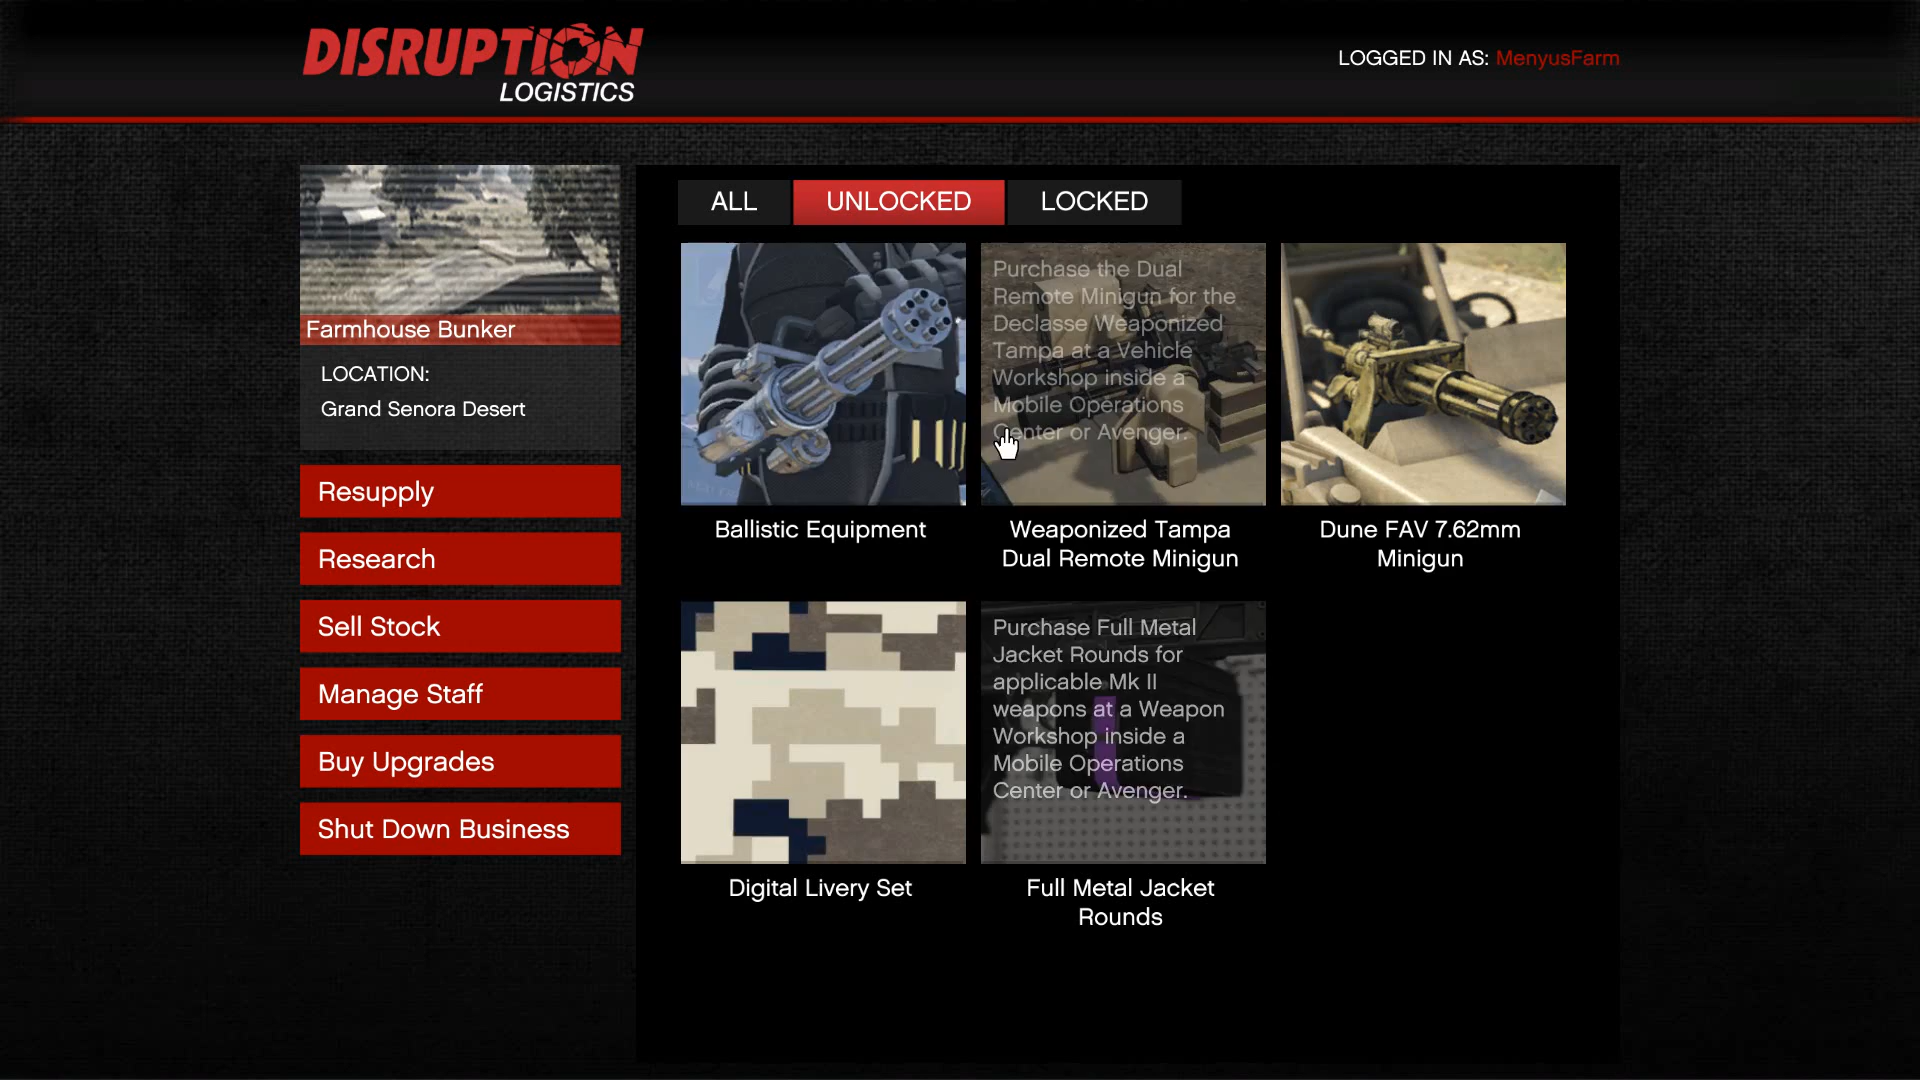 DISRUPTION
LOGISTICS
LOGGED IN AS: MenyusFarm
Farmhouse Bunker
LOCATION:
Grand Senora Desert
Resupply
Research
Sell Stock
Manage Staff
Buy Upgrades
Shut Down Business
ALL
UNLOCKED
LOCKED
Ballistic Equipment
Purchase the Dual
Remote Minigun for the
Declasse Weaponized
Tampa at a Vehicle
Workshop inside a
Mobile Operations
Center or Avenger.
Weaponized Tampa
Dual Remote Minigun
Dune FAV 7.62mm
Minigun
Digital Livery Set
Purchase Full Metal
Jacket Rounds for
applicable Mk II
weapons at a Weapon
Workshop inside a
Mobile Operations
Center or Avenger.
Full Metal Jacket
Rounds